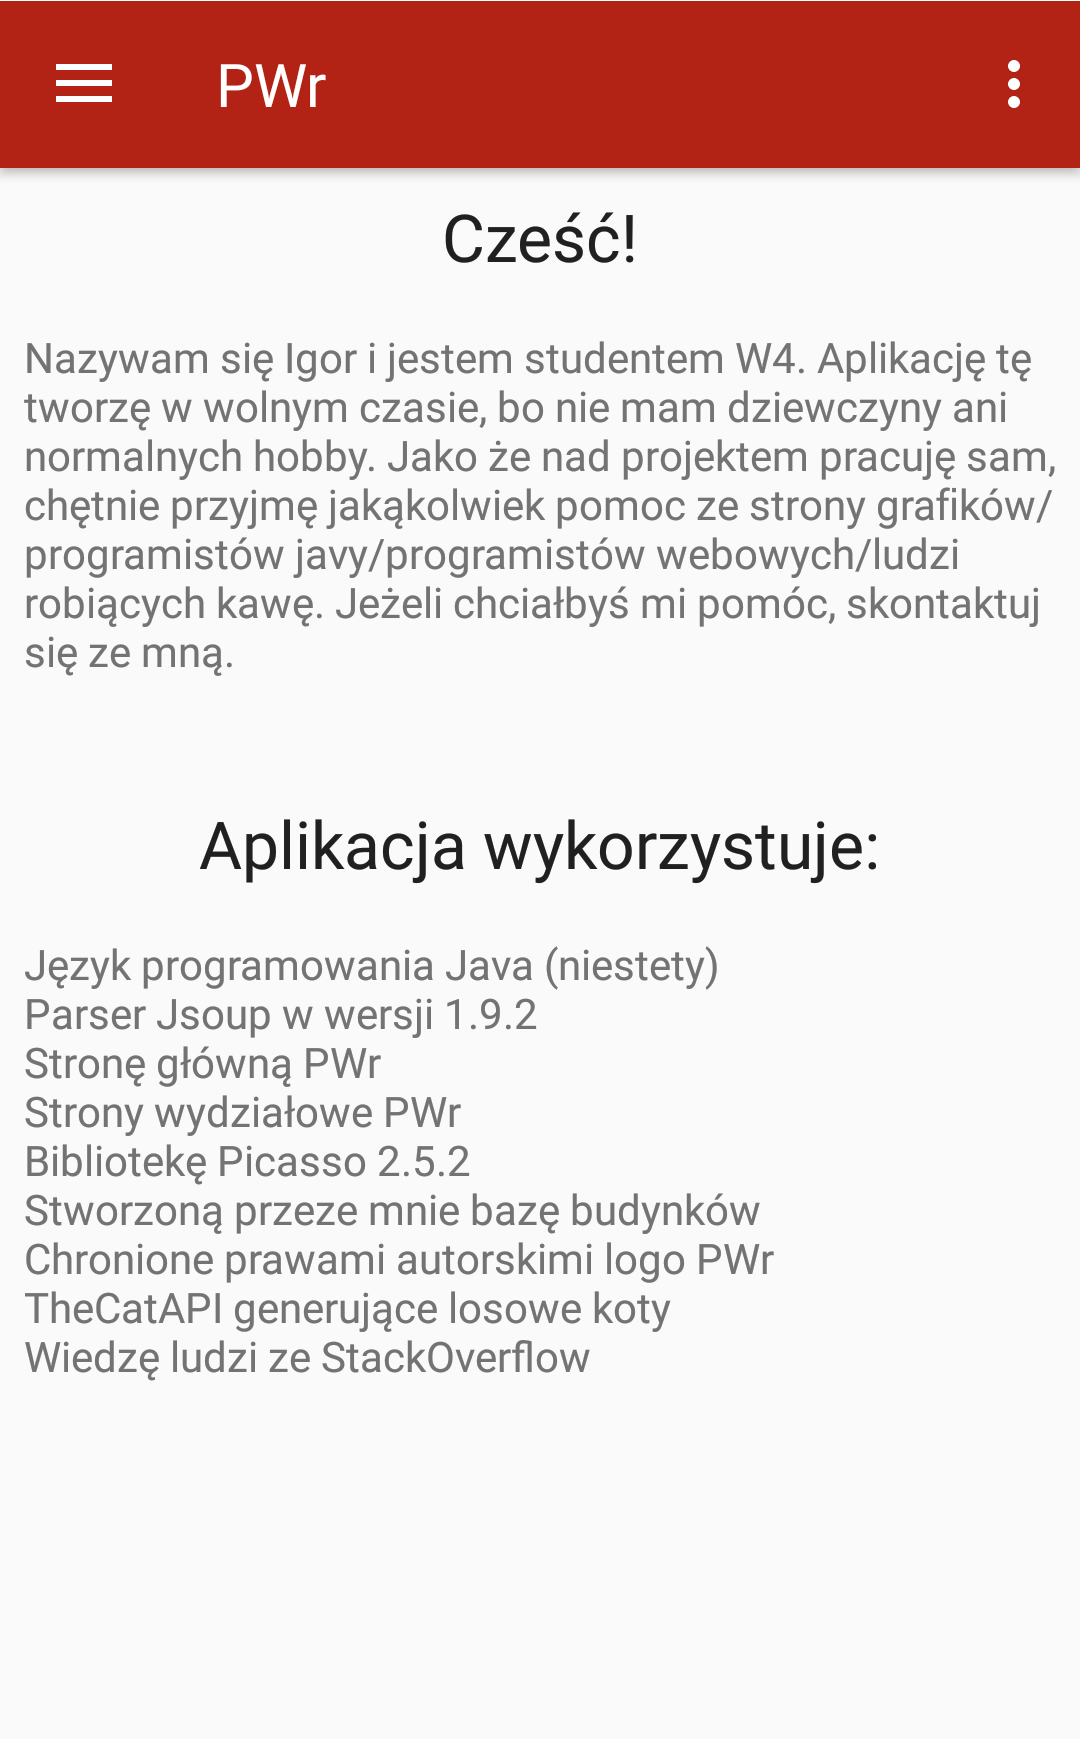 PWr
Cześć!
Nazywam się Igor i jestem studentem W4. Aplikację tę
tworzę w wolnym czasie, bo nie mam dziewczyny ani
normalnych hobby. Jako że nad projektem pracuję sam,
chętnie przyjmę jakąkolwiek pomoc ze strony grafików/
programistów javy/programistów webowych/ludzi
robiących kawę. Jeżeli chciałbyś mi pomóc, skontaktuj
się ze mną.
Aplikacja wykorzystuje:
Język programowania Java (niestety)
Parser Jsoup w wersji 1.9.2
Stronę główną PWr
Strony wydziałowe PWr
Bibliotekę Picasso 2.5.2
Stworzoną przeze mnie bazę budynków
Chronione prawami autorskimi logo PWr
TheCatAPI generujące losowe koty
Wiedzę ludzi ze StackOverflow